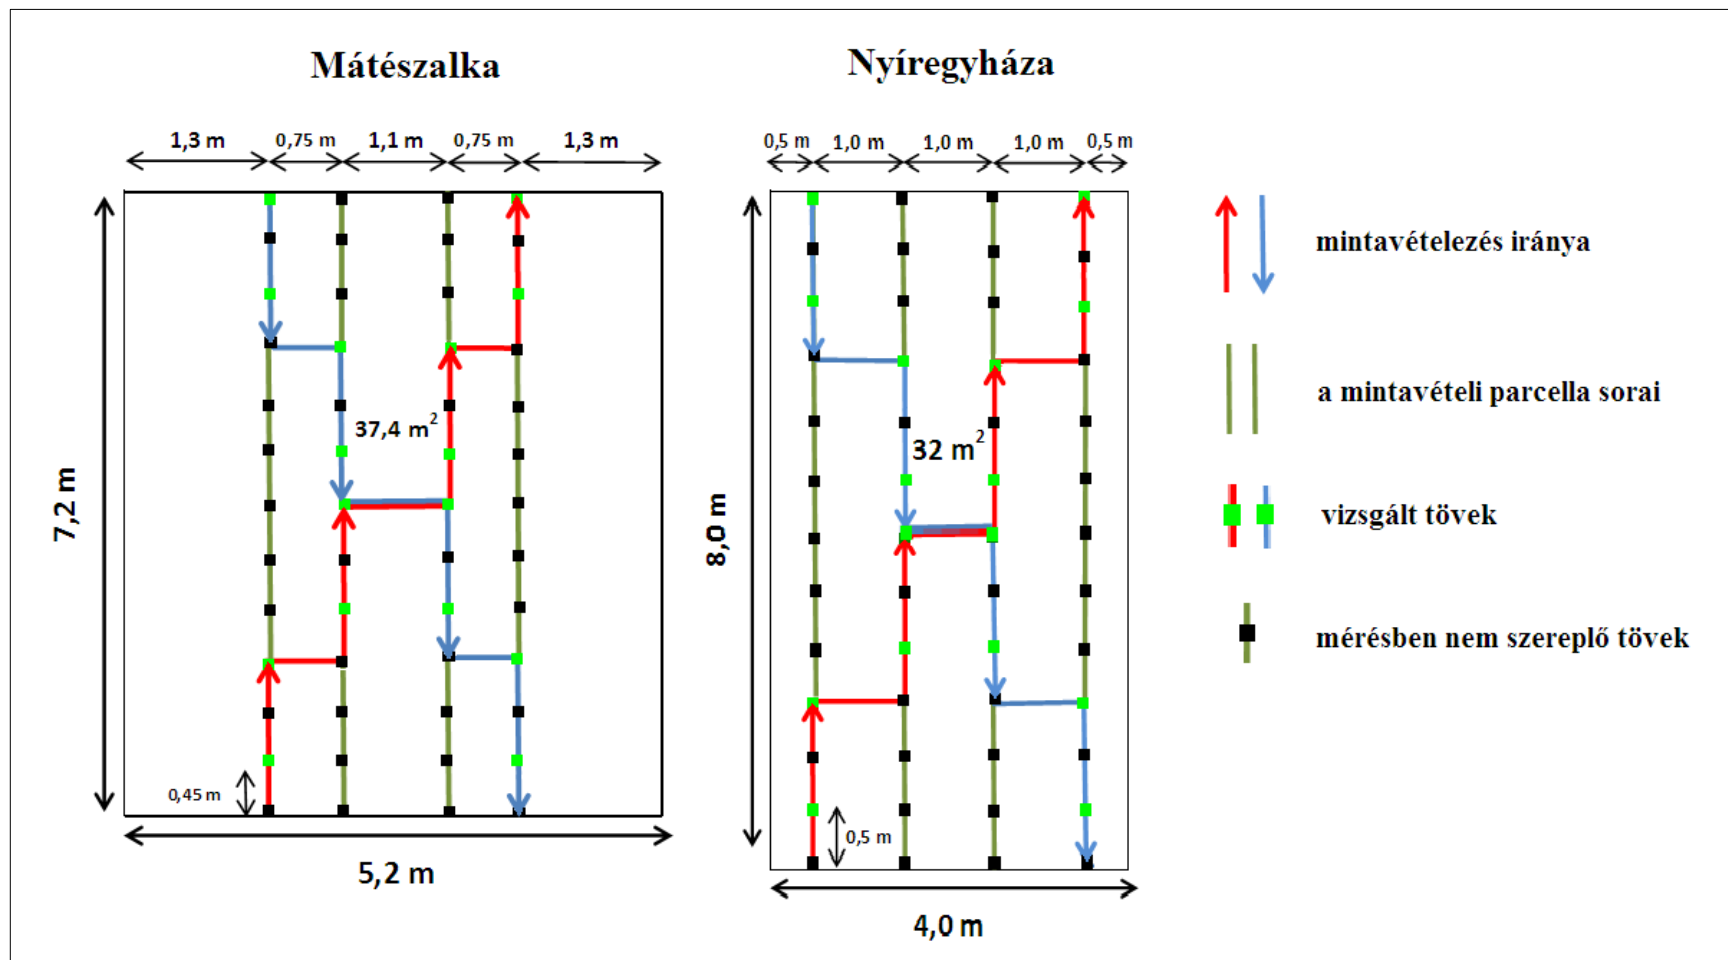 Mátészalka
Nyíregyháza
1,3 m
0,75 m
1,1 m
0,75 m
1,3 m
0,5 m
1,0 m
1,0 m
1,0 m
0,5 m
7,2 m
37,4 m²
0,45 m
5,2 m
8,0 m
32 m²
0,5 m
4,0 m
mintavételezés iránya
a mintavételi parcella sorai
vizsgált tövek
mérésben nem szereplő tövek